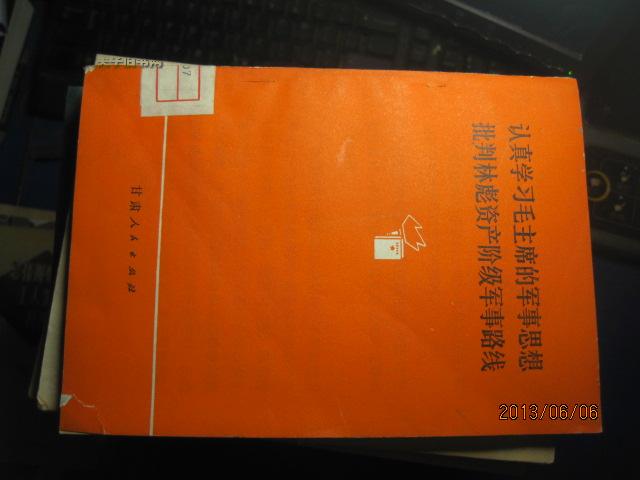 认真学习毛主席的军事思想
批判林彪资产阶级军事路线
甘肃人民出版社
07
2013/06/06